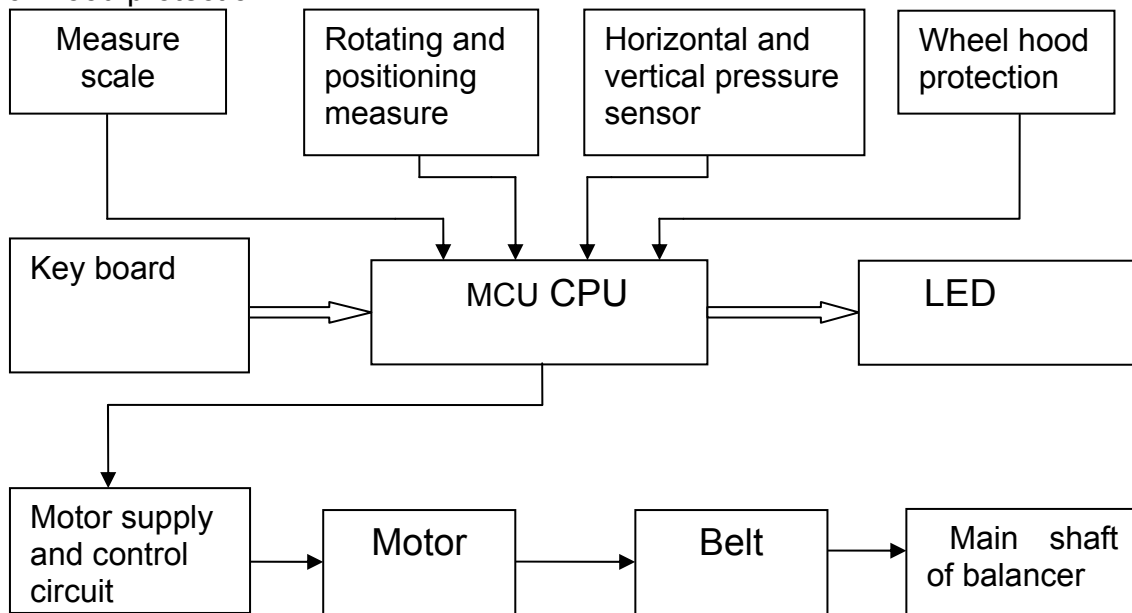 Measure
scale
Rotating and
positioning
measure
Horizontal and
vertical pressure
sensor
Wheel hood
protection
Key board
MCU CPU
LED
Motor supply
and control
circuit
Motor
Belt
Main shaft
of balancer